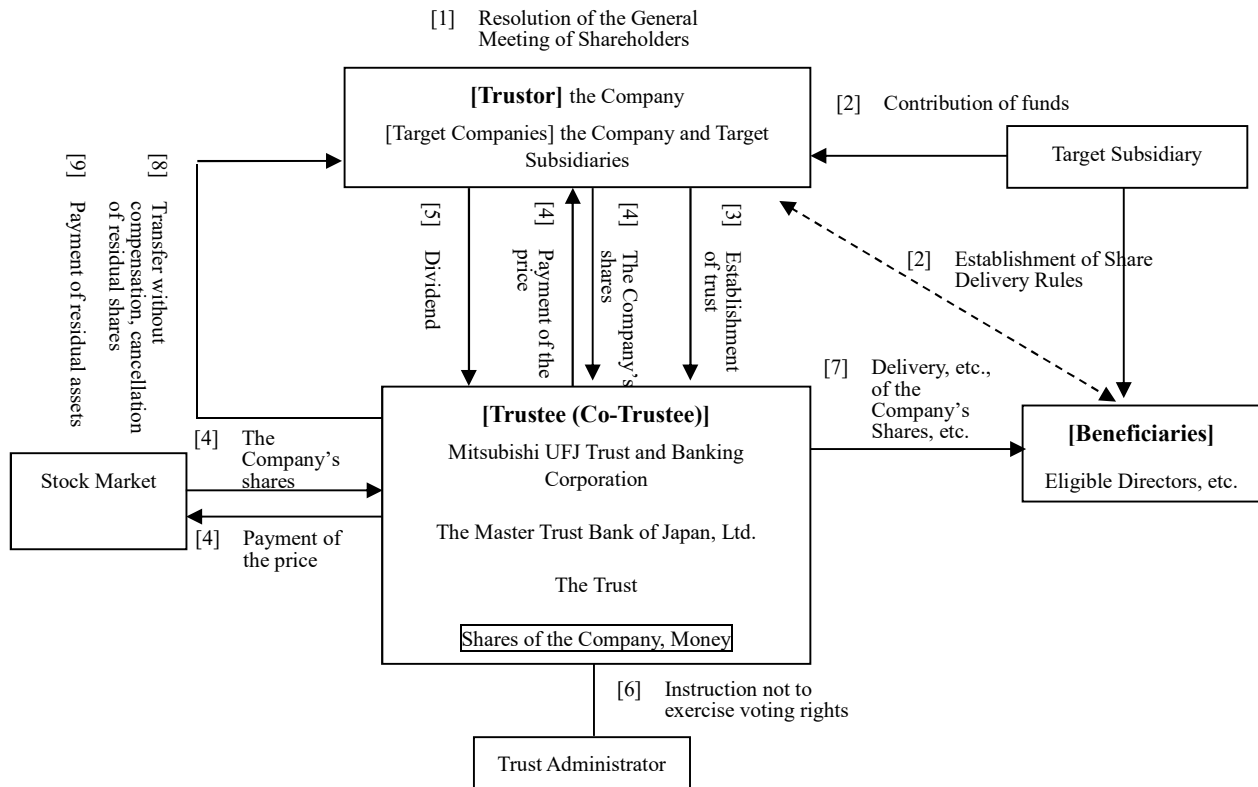 [1] Resolution of the General
Meeting of Shareholders
[Trustor] the Company
[Target Companies] the Company and Target
Subsidiaries
[2] Contribution of funds
Target Subsidiary
[9] Payment of residual assets
[8] Transfer without
compensation, cancellation
of residual shares
[5] Dividend
[4] Payment of the
price
[4] The Company's
shares
[3] Establishment
of trust
[2] Establishment of Share
Delivery Rules
[7] Delivery, etc.,
of the
Company's
Shares, etc.
[Beneficiaries]
Eligible Directors, etc.
Stock Market
[4] The
Company's
shares
[4] Payment of
the price
[Trustee (Co-Trustee)]
Mitsubishi UFJ Trust and Banking
Corporation
The Master Trust Bank of Japan, Ltd.
The Trust
Shares of the Company, Money
[6] Instruction not to
exercise voting rights
Trust Administrator